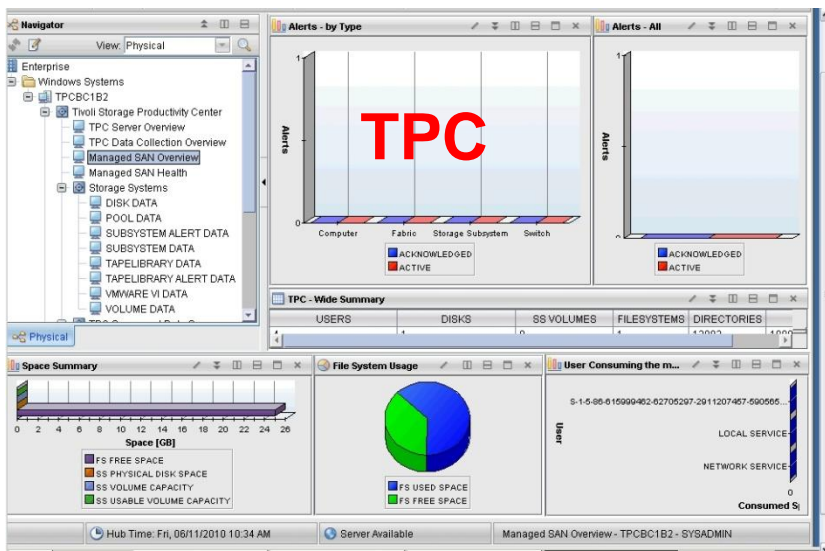 Navigator
View: Physical
Enterprise
Windows Systems
TPCBC1B2
Tivoli Storage Productivity Center
TPC Server Overview
TPC Data Collection Overview
Managed SAN Overview
Managed SAN Health
Storage Systems
DISK DATA
POOL DATA
SUBSYSTEM ALERT DATA
SUBSYSTEM DATA
TAPELIBRARY DATA
TAPELIBRARY ALERT DATA
VMWARE VI DATA
VOLUME DATA
Physical
Alerts - by Type
1
Alerts
TPC
0
Computer Fabric Storage Subsystem Switch
ACKNOWLEDGED
ACTIVE
Alerts - All
1
Alerts
ACKNOWLEDGED
ACTIVE
TPC - Wide Summary
USERS DISKS SS VOLUMES FILESYSTEMS DIRECTORIES
Space Summary
0 2 4 6 8 10 12 14 16 18 20 22 24 26
Space [GB]
FS FREE SPACE
SS PHYSICAL DISK SPACE
SS VOLUME CAPACITY
SS USABLE VOLUME CAPACITY
File System Usage
FS USED SPACE
FS FREE SPACE
User Consuming the m...
User
S-1-5-86-615999462-62705297-2911207457-590565...
LOCAL SERVICE
NETWORK SERVICE
0
Consumed S
Hub Time: Fri, 06/11/2010 10:34 AM
Server Available
Managed SAN Overview - TPCBC1B2 - SYSADMIN